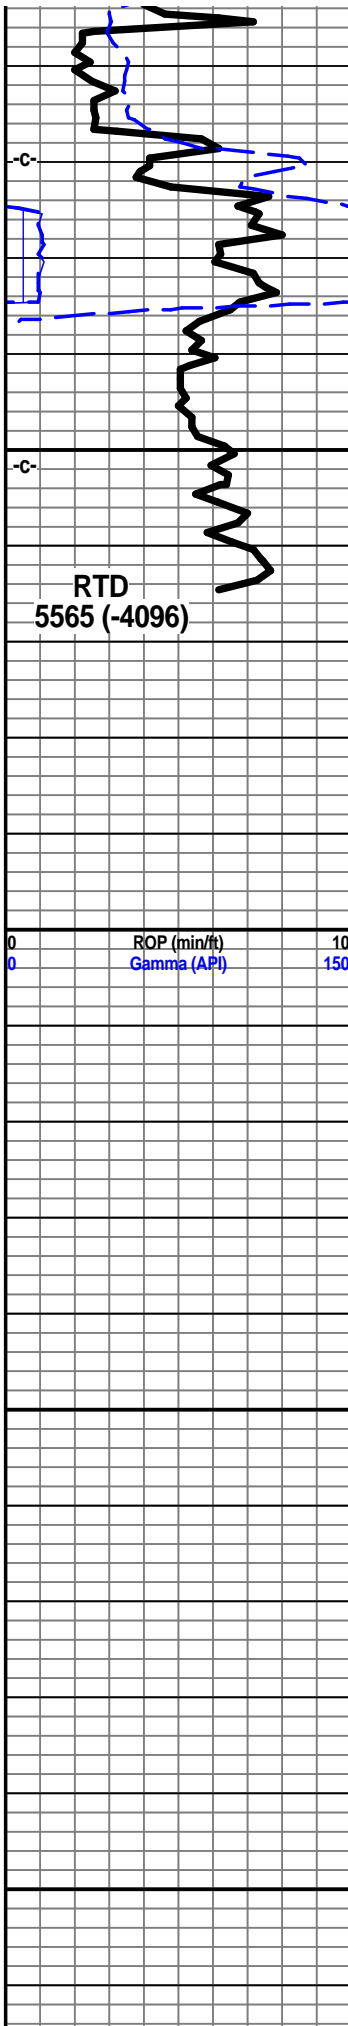 -c-
-c-
RTD
5565 (-4096)
0 ROP (min/ft) 10
0 Gamma (API) 150